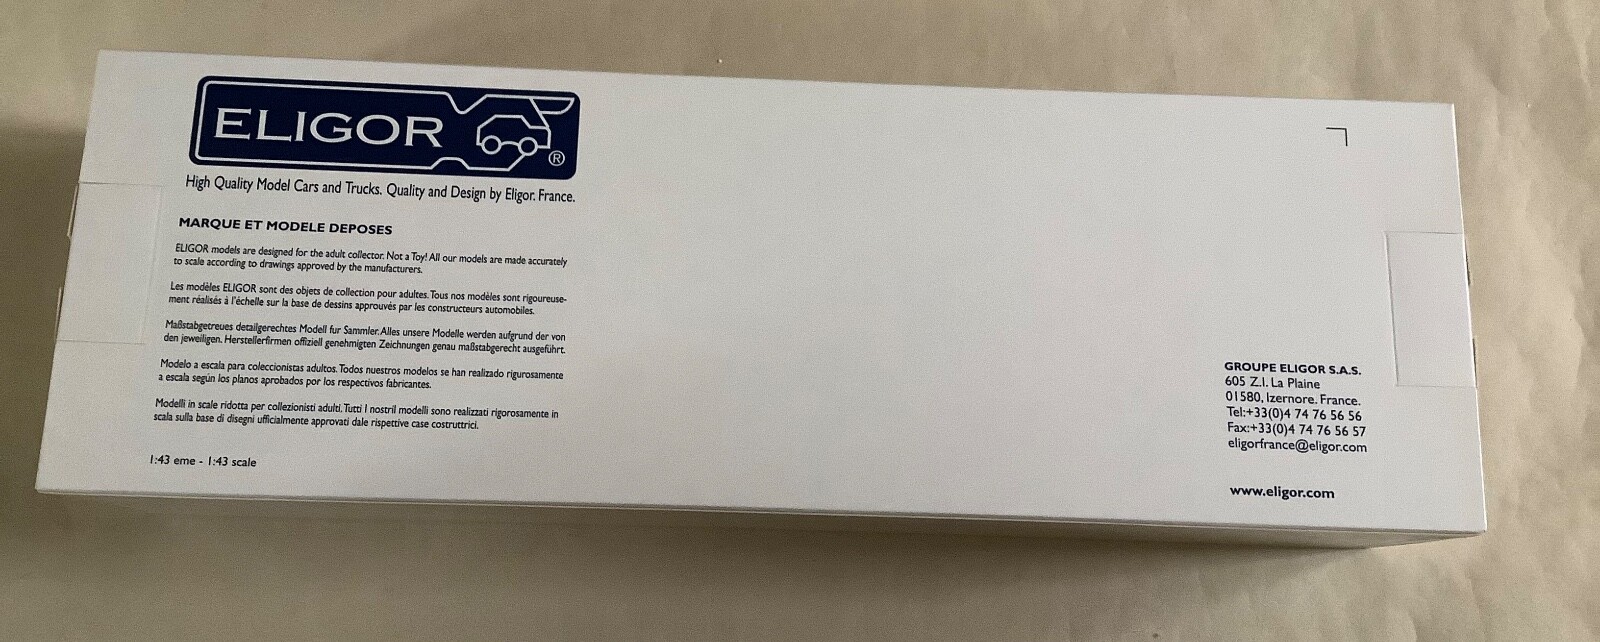 ELIGOR
®
High Quality Model Cars and Trucks. Quality and Design by Eligor. France.
MARQUE ET MODELE DEPOSES
ELIGOR models are designed for the adult collector. Not a Toy! All our models are made accurately
to scale according to drawings approved by the manufacturers.
Les modèles ELIGOR sont des objets de collection pour adultes. Tous nos modèles sont rigoureuse-
ment réalisés à l'échelle sur la base de dessins approuvés par les constructeurs automobiles.
Maßstabgetreues detailgerechtes Modell fur Sammler. Alles unsere Modelle werden aufgrund der von
den jeweiligen. Herstellerfirmen offiziell genehmigten Zeichnungen genau maßstabgerecht ausgeführt.
Modelo a escala para coleccionistas adultos. Todos nuestros modelos se han realizado rigurosamente
a escala según los planos aprobados por los respectivos fabricantes.
Modelli in scale ridotta per collezionisti adulti. Tutti I nostril modelli sono realizzati rigorosamente in
scala sulla base di disegni ufficialmente approvati dale rispettive case costruttrici.
1:43 eme - 1:43 scale
GROUPE ELIGOR S.A.S.
605 Z.I. La Plaine
01580, Izernore. France.
Tel:+33(0)4 74 76 56 56
Fax:+33(0)4 74 76 56 57
eligorfrance@eligor.com
www.eligor.com